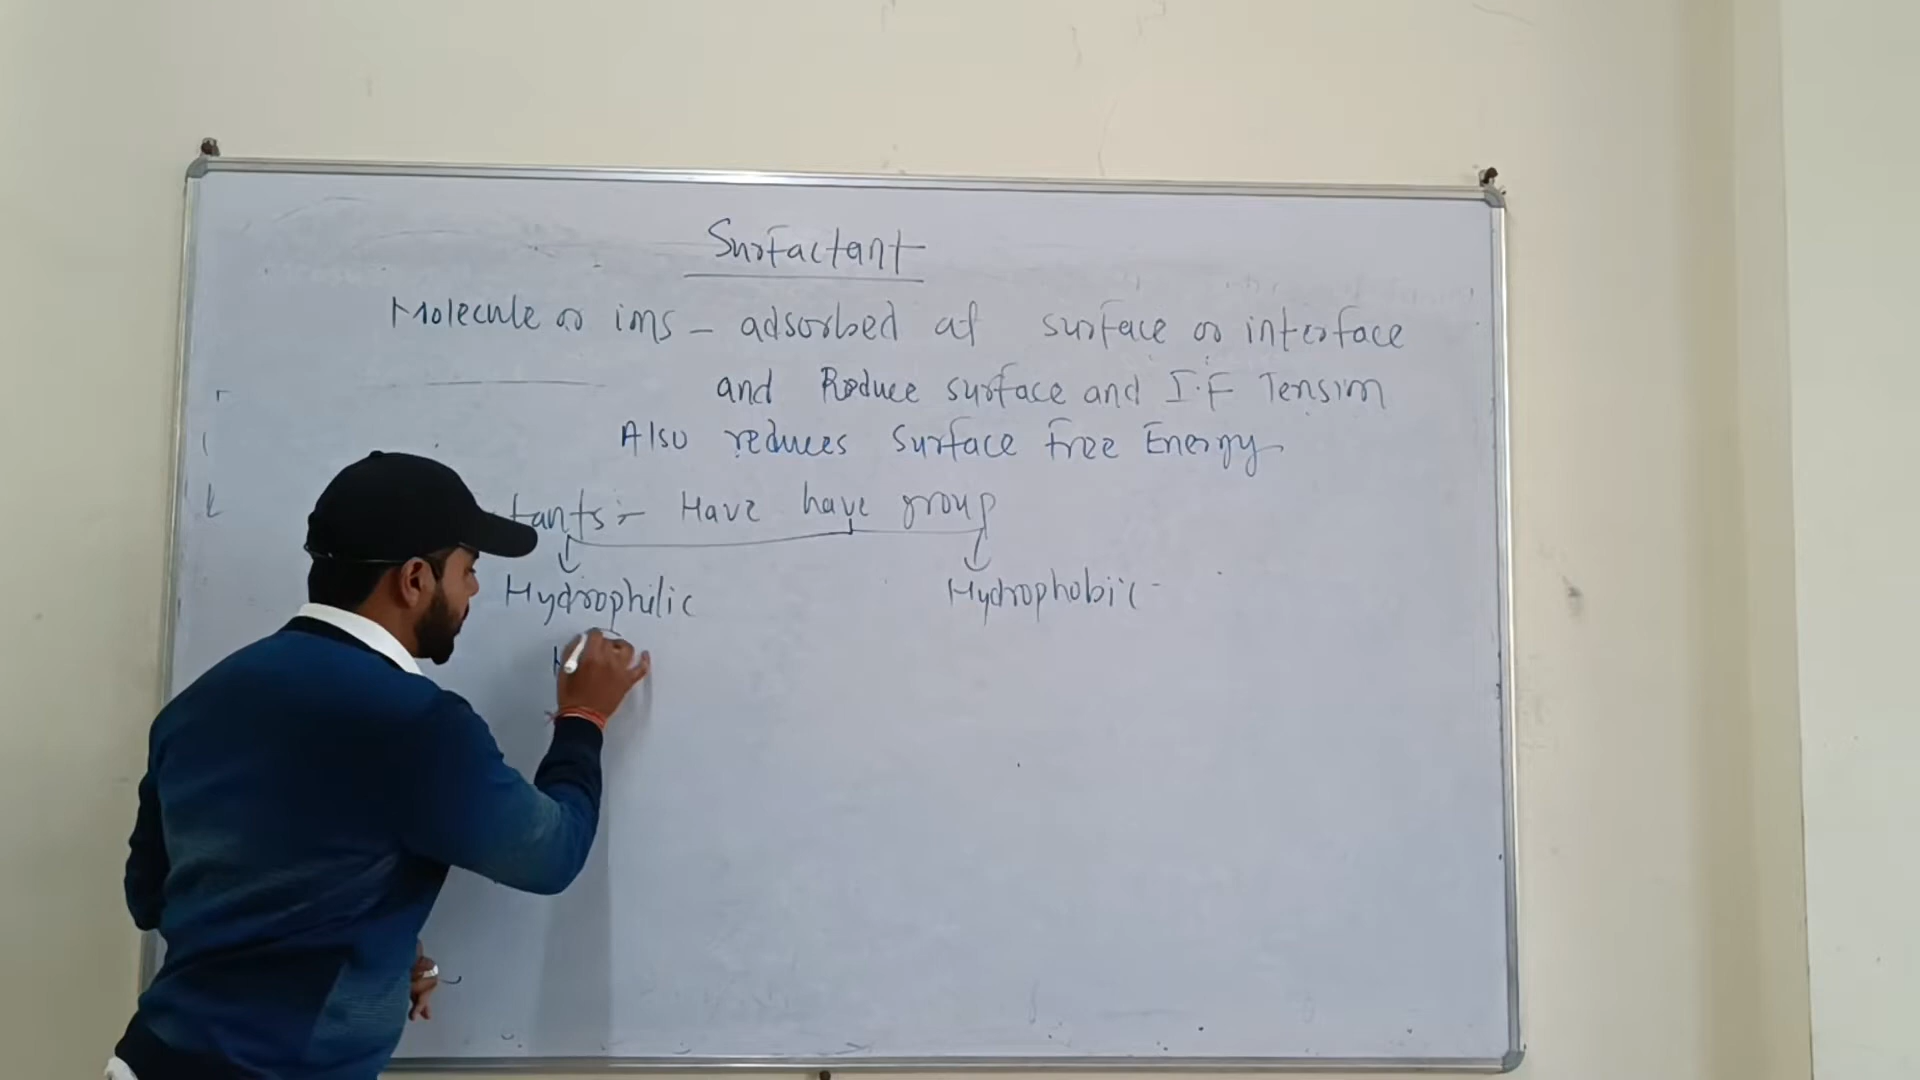 Surfactant
Molecule or ions - adsorbed at surface or interface
and Reduce surface and I.F Tension
Also reduces Surface Free Energy
tants :- Have have group
Hydrophilic Hydrophobiic -